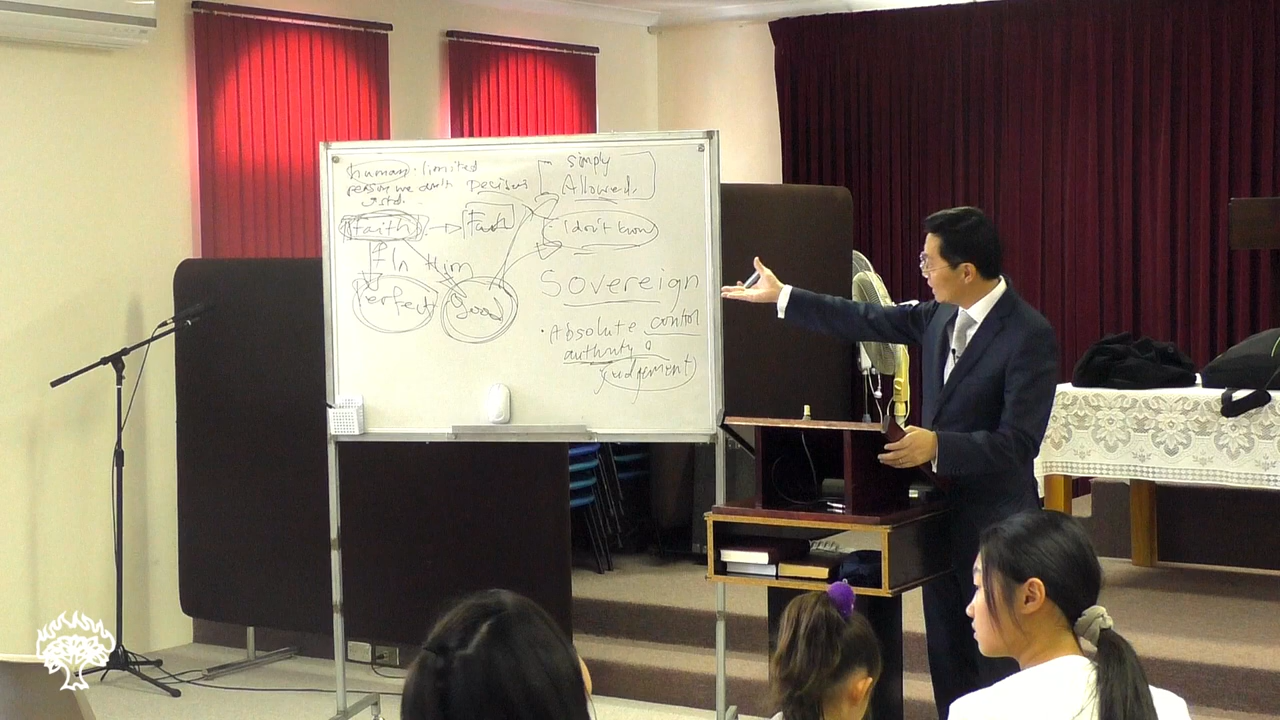 human: limited
reason we don't Decisions
simply
Allowed.
Faith → Fact
I don't know
In Him
Perfect
Good
Sovereign
· Absolute control
authority &
judgement